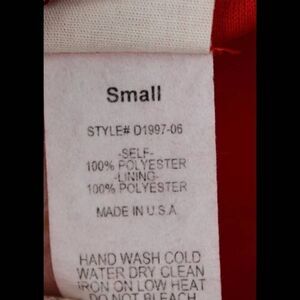 Small
STYLE# D1997-06
-SELF-
100% POLYESTER
-LINING-
100% POLYESTER
MADE IN U.S.A
HAND WASH COLD
WATER DRY CLEAN
IRON ON LOW HEAT
DO NOT BLEACH